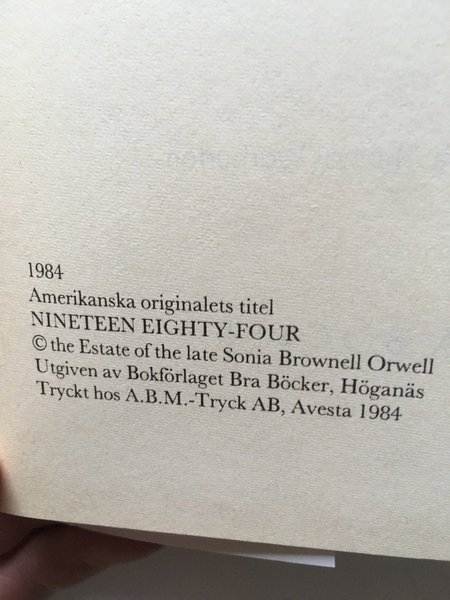 1984
Amerikanska originalets titel
NINETEEN EIGHTY-FOUR
© the Estate of the late Sonia Brownell Orwell
Utgiven av Bokförlaget Bra Böcker, Höganäs
Tryckt hos A.B.M.-Tryck AB, Avesta 1984